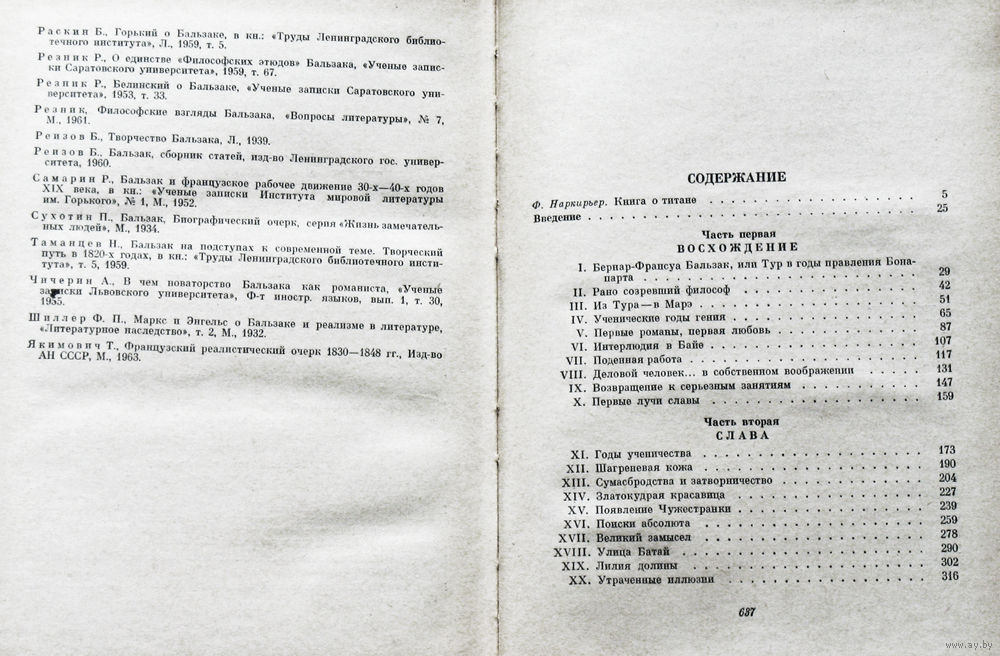 Раскин Б., Горький о Бальзаке, в кн.: «Труды Ленинградского библио-
течного института», Л., 1959, т. 5.
Резник Р., О единстве «Философских этюдов» Бальзака, «Ученые запис-
ки Саратовского университета», 1959, т. 67.
Резник Р., Белинский о Бальзаке, «Ученые записки Саратовского уни-
верситета», 1953, т. 33.
Резник, Философские взгляды Бальзака, «Вопросы литературы», № 7,
М., 1961.
Реизов Б., Творчество Бальзака, Л., 1939.
Реизов Б., Бальзак, сборник статей, изд-во Ленинградского гос. универ-
ситета, 1960.
Самарин Р., Бальзак и французское рабочее движение 30-х—40-х годов
XIX века, в кн.: «Ученые записки Института мировой литературы
им. Горького», № 1, М., 1952.
Сухотин П., Бальзак, Биографический очерк, серия «Жизнь замечатель-
ных людей», М., 1934.
Таманцев Н., Бальзак на подступах к современной теме. Творческий
путь в 1820-х годах, в кн.: «Труды Ленинградского библиотечного инсти-
тута», т. 5, 1959.
Чичерин А., В чем новаторство Бальзака как романиста, «Ученые
записки Львовского университета», Ф-т иностр. языков, вып. 1, т. 30,
1955.
Шиллер Ф. П., Маркс и Энгельс о Бальзаке и реализме в литературе,
«Литературное наследство», т. 2, М., 1932.
Якимович Т., Французский реалистический очерк 1830—1848 гг., Изд-во
АН СССР, М., 1963.
СОДЕРЖАНИЕ
Ф. Наркирьер. Книга о титане . . . . . . . . . . . . . . . 5
Введение . . . . . . . . . . . . . . . . . . . . . . . 25
Часть первая
ВОСХОЖДЕНИЕ
I. Бернар-Франсуа Бальзак, или Тур в годы правления Бона-
парта . . . . . . . . . . . . . . . . . . . 29
II. Рано созревший философ . . . . . . . . . . . . . 42
III. Из Тура — в Марэ . . . . . . . . . . . . . . . 51
IV. Ученические годы гения . . . . . . . . . . . . . 65
V. Первые романы, первая любовь . . . . . . . . . . 87
VI. Интерлюдия в Байе . . . . . . . . . . . . . . . 107
VII. Поденная работа . . . . . . . . . . . . . . . . 117
VIII. Деловой человек... в собственном воображении . . . . . 131
IX. Возвращение к серьезным занятиям . . . . . . . . . 147
X. Первые лучи славы . . . . . . . . . . . . . . . 159
Часть вторая
СЛАВА
XI. Годы ученичества . . . . . . . . . . . . . . . 173
XII. Шагреневая кожа . . . . . . . . . . . . . . . 190
XIII. Сумасбродства и затворничество . . . . . . . . . . 204
XIV. Златокудрая красавица . . . . . . . . . . . . . 227
XV. Появление Чужестранки . . . . . . . . . . . . . 239
XVI. Поиски абсолюта . . . . . . . . . . . . . . . 259
XVII. Великий замысел . . . . . . . . . . . . . . . 278
XVIII. Улица Батай . . . . . . . . . . . . . . . . . 290
XIX. Лилия долины . . . . . . . . . . . . . . . . . 302
XX. Утраченные иллюзии . . . . . . . . . . . . . . 316
637
www.ay.by